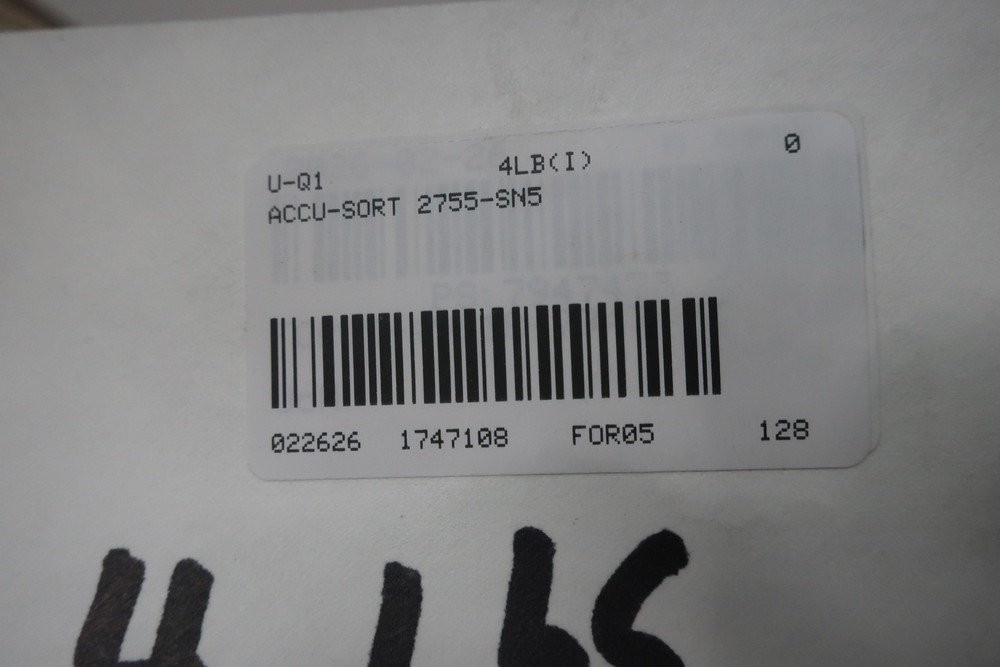 U-Q1 4LB(I) 0
ACCU-SORT 2755-SN5
022626 1747108 FOR05 128
4 lbs